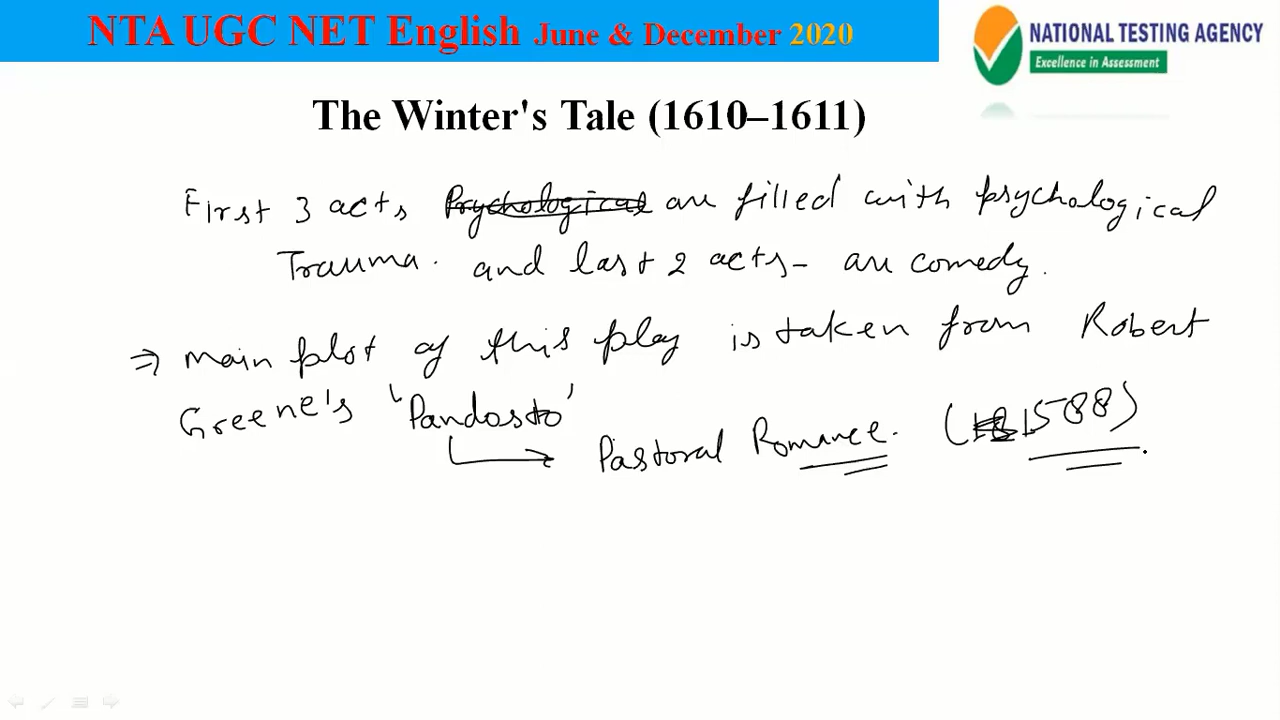 NTA UGC NET English June & December 2020
NATIONAL TESTING AGENCY
Excellence in Assessment
The Winter's Tale (1610–1611)
First 3 acts Psychological are filled with psychological
Trauma. and last 2 acts - are comedy.
⇒ main plot of this play is taken from Robert
Greene's 'Pandosto'
Pastoral Romance. (1588).